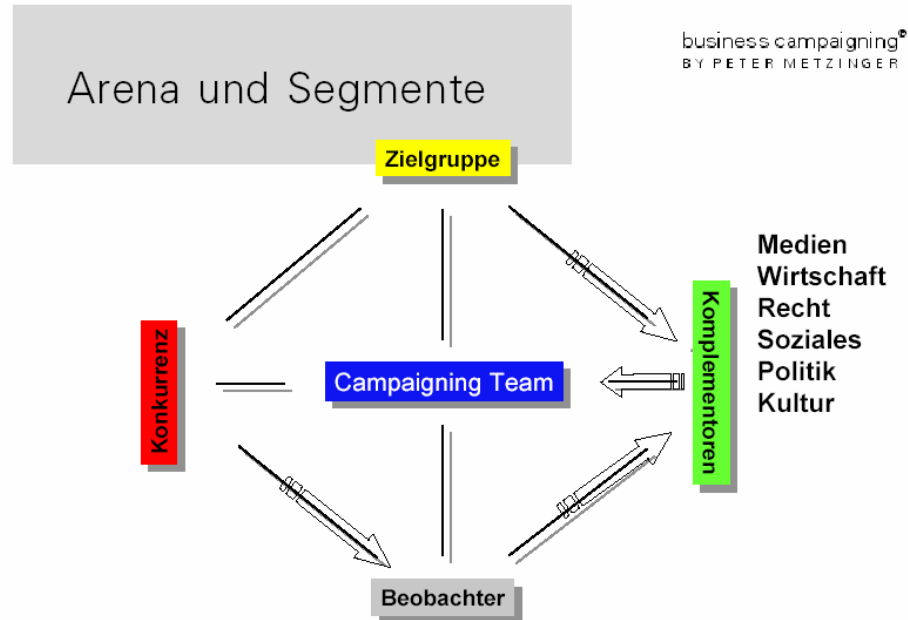 business campaigning®
BY PETER METZINGER
Arena und Segmente
Zielgruppe
Medien
Wirtschaft
Recht
Soziales
Politik
Kultur
Konkurrenz
Campaigning Team
Komplementoren
Beobachter